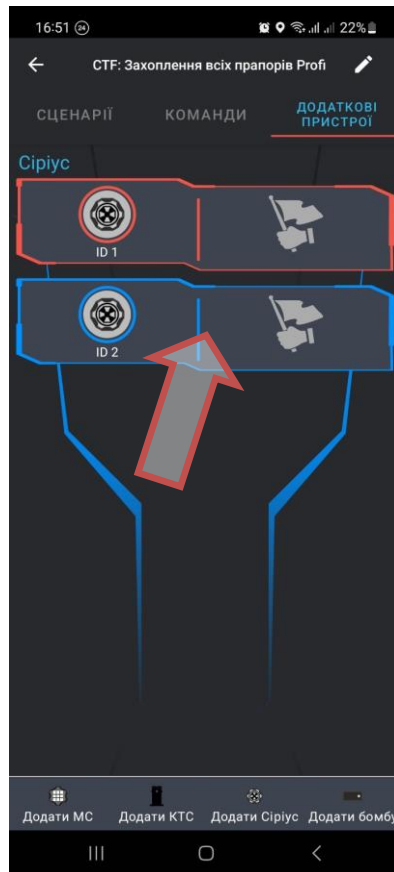 16:51 24 22%
CTF: Захоплення всіх прапорів Profi
СЦЕНАРІЇ КОМАНДИ ДОДАТКОВІ ПРИСТРОЇ
Сіріус
ID 1
ID 2
Додати МС Додати КТС Додати Сіріус Додати бомбу